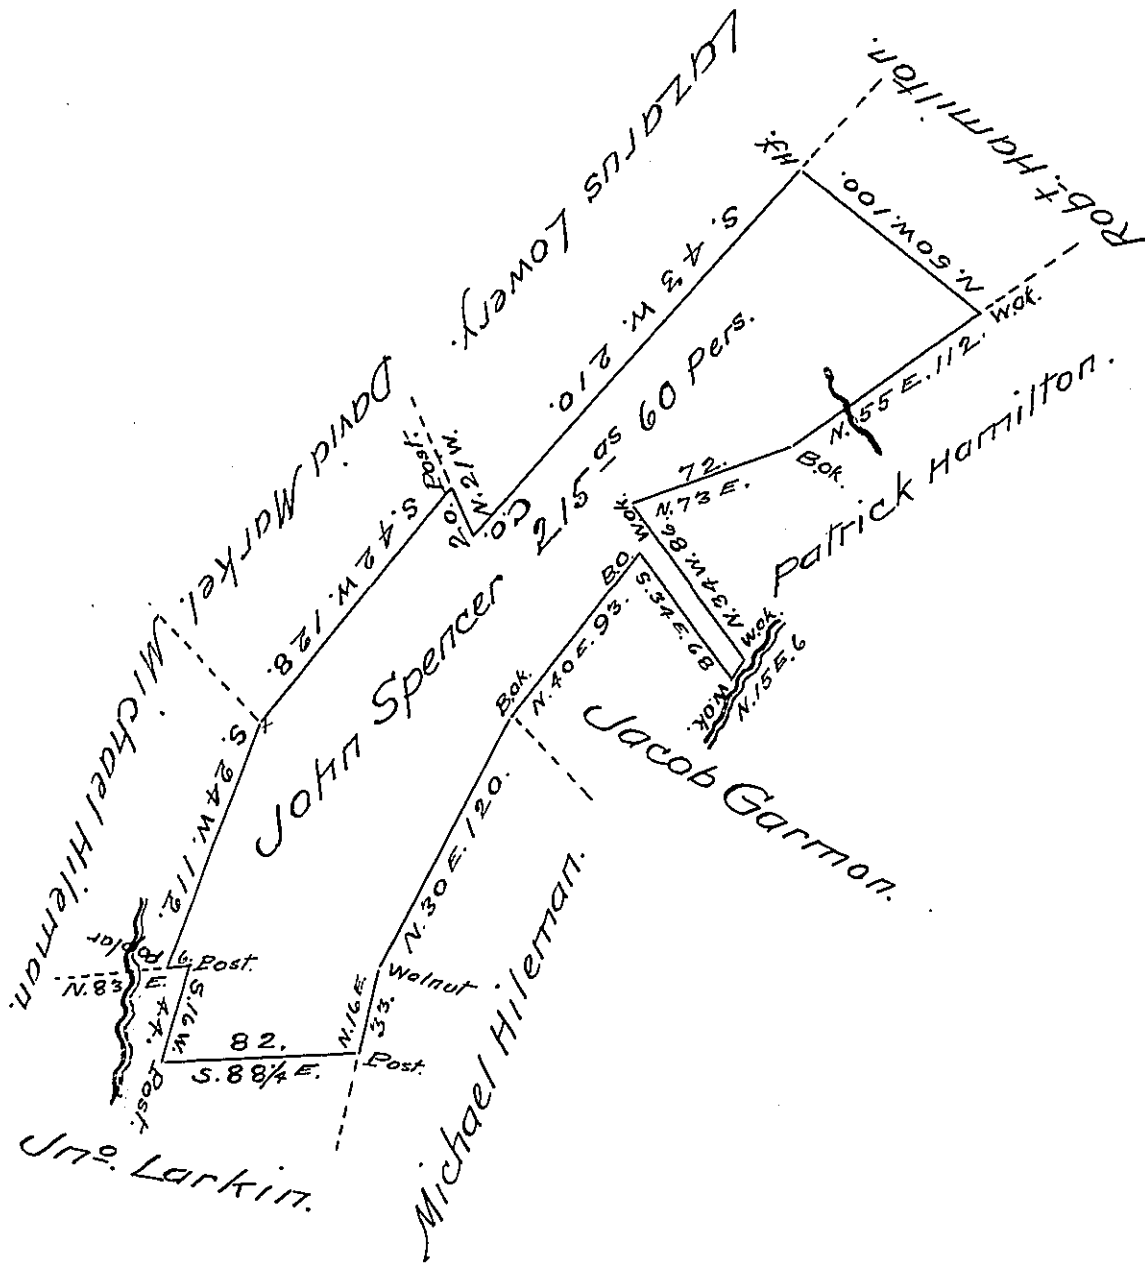 Lazarus Lowery.
Robt. Hamilton.
Hy.
N. 50 W. 100.
S. 43 W. 210.
W.ok.
N. 55 E. 112.
215 as 60 Pers.
Patrick Hamilton.
David Markel.
Post.
N. 21 W.
20.
C.O.
B.ok.
72.
N. 73 E.
W.ok.
N. 34 W. 86.
B.O.
S. 34 E. 68
W.ok.
N. 15 E. 6
W.ok.
S. 42 W. 128.
John Spencer
N. 40 E. 93.
B.ok.
Jacob Garmon.
Michael Hileman.
X
S. 24 W. 112.
N. 30 E. 120.
Poplar
N. 83 E.
Post.
Walnut
S. 16 W.
44.
N. 16 E.
33.
82.
S. 88 1/4 E.
Post.
Post.
Michael Hileman.
Jno. Larkin.